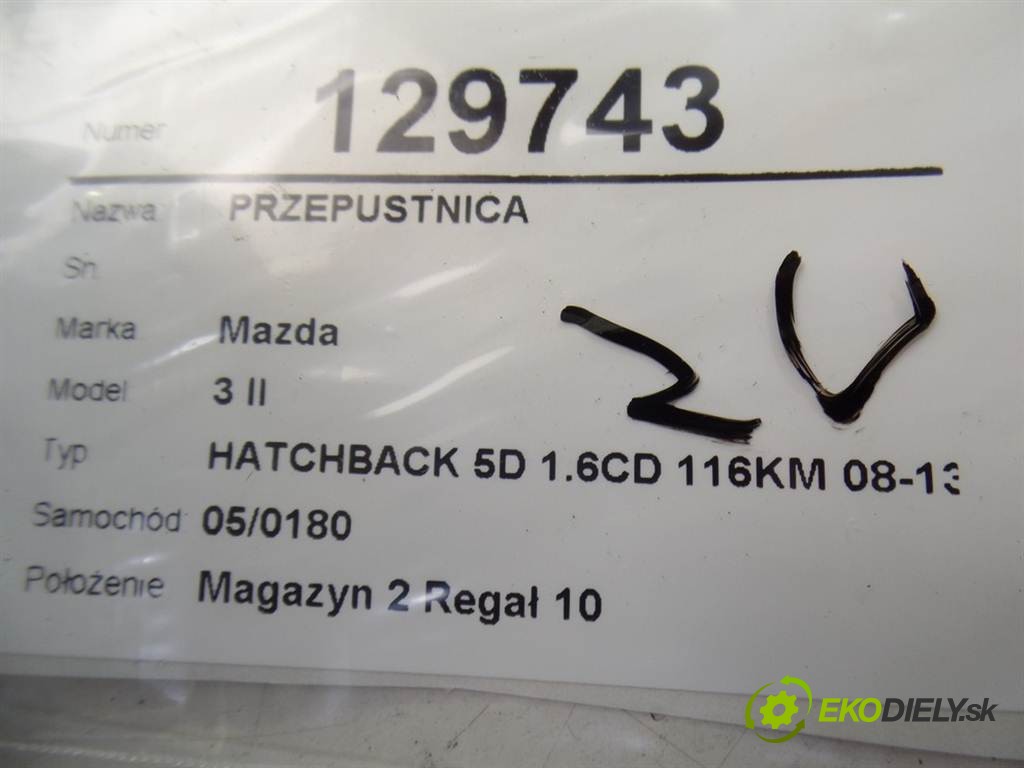 Numer 129743
Nazwa PRZEPUSTNICA
Sn
Marka Mazda
Model 3 II
Typ HATCHBACK 5D 1.6CD 116KM 08-13
Samochód 05/0180
Położenie Magazyn 2 Regał 10
EKODIELY.sk